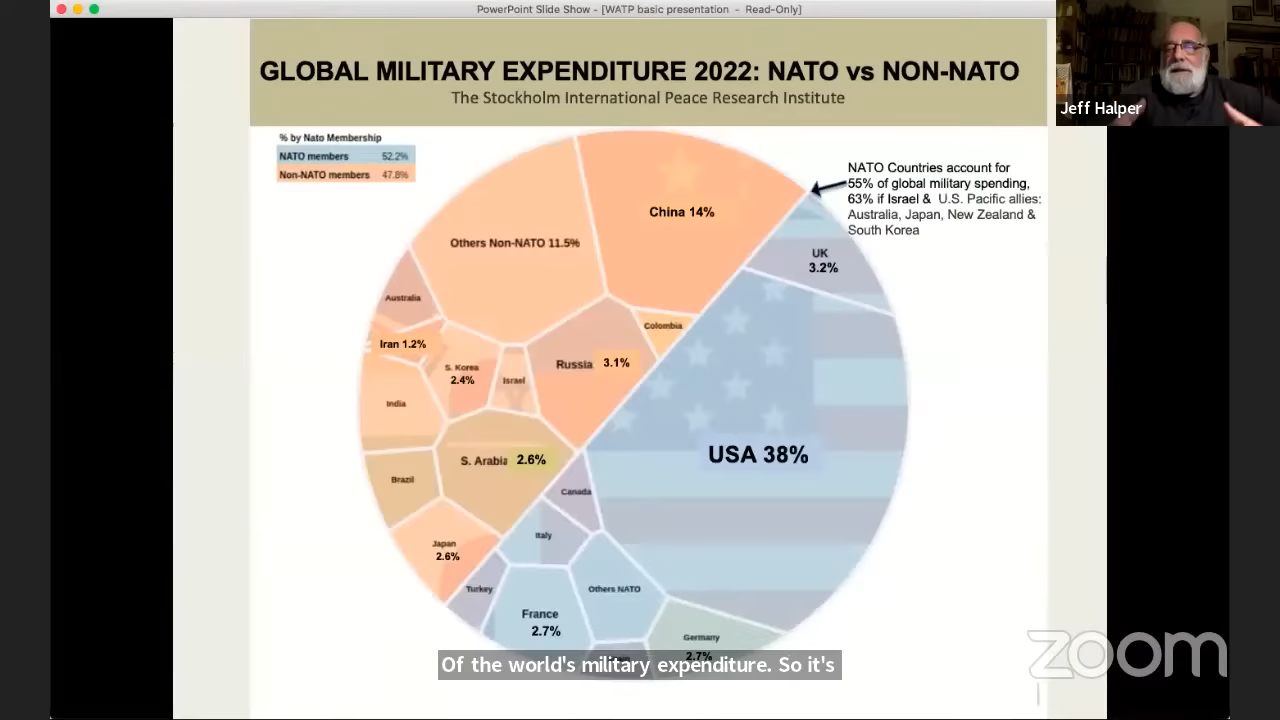 PowerPoint Slide Show - [WATP basic presentation - Read-Only]
GLOBAL MILITARY EXPENDITURE 2022: NATO vs NON-NATO
The Stockholm International Peace Research Institute
Jeff Halper
% by Nato Membership
NATO members 52.2%
Non-NATO members 47.8%
NATO Countries account for
55% of global military spending,
63% if Israel & U.S. Pacific allies:
Australia, Japan, New Zealand &
South Korea
China 14%
Others Non-NATO 11.5%
UK
3.2%
Australia
Colombia
Iran 1.2%
Russia 3.1%
S. Korea
2.4%
Israel
India
USA 38%
S. Arabia 2.6%
Brazil
Canada
Italy
Japan
2.6%
Turkey
Others NATO
France
2.7%
Germany
2.7%
Of the world's military expenditure. So it's
zoom